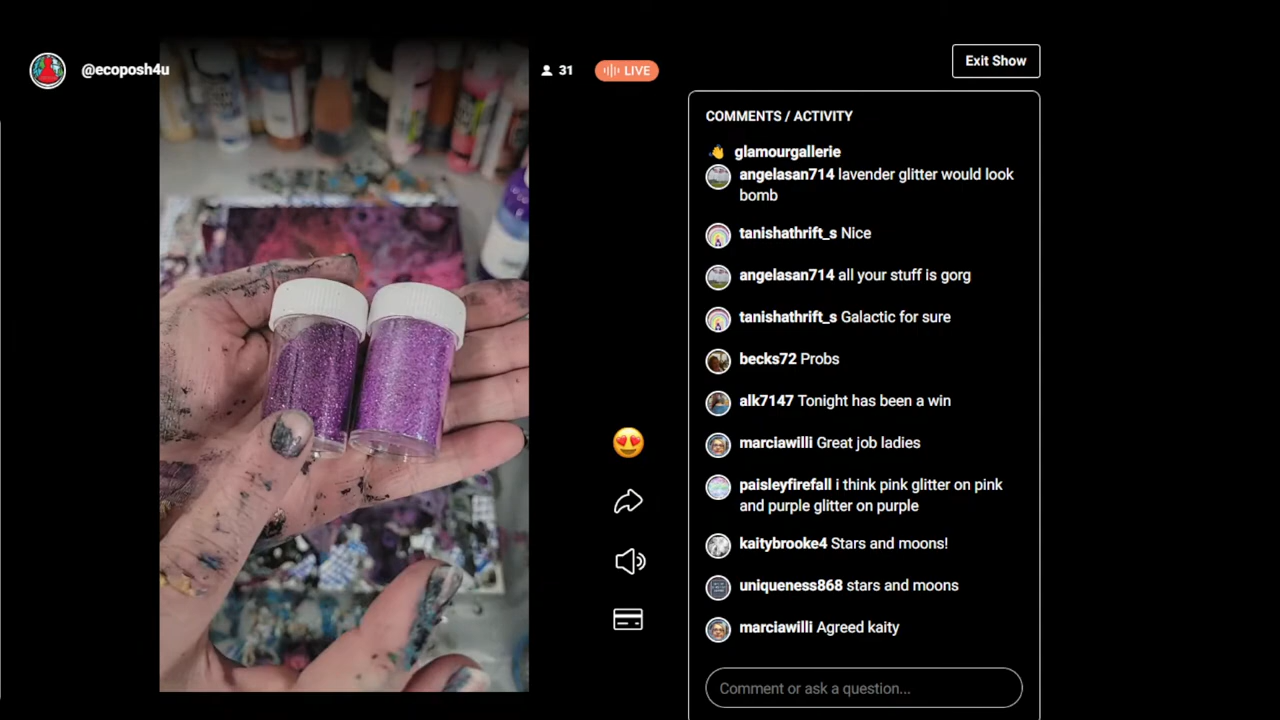 @ecoposh4u
31
LIVE
Exit Show
COMMENTS / ACTIVITY
glamourgallerie
angelasan714 lavender glitter would look
bomb
tanishathrift_s Nice
angelasan714 all your stuff is gorg
tanishathrift_s Galactic for sure
becks72 Probs
alk7147 Tonight has been a win
marciawilli Great job ladies
paisleyfirefall i think pink glitter on pink
and purple glitter on purple
kaitybrooke4 Stars and moons!
uniqueness868 stars and moons
marciawilli Agreed kaity
Comment or ask a question...